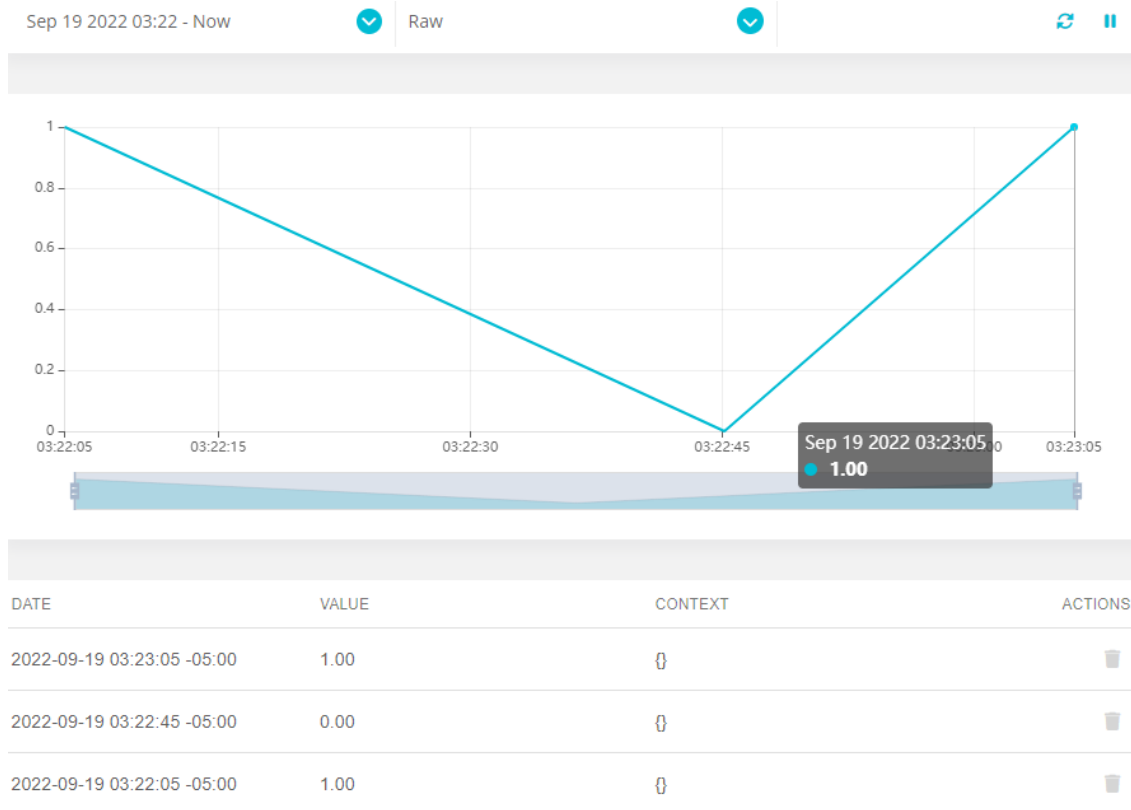 Sep 19 2022 03:22 - Now Raw
1
0.8
0.6
0.4
0.2
0
03:22:05 03:22:15 03:22:30 03:22:45 03:23:05
Sep 19 2022 03:23:05
1.00
DATE VALUE CONTEXT ACTIONS
2022-09-19 03:23:05 -05:00 1.00 {}
2022-09-19 03:22:45 -05:00 0.00 {}
2022-09-19 03:22:05 -05:00 1.00 {}